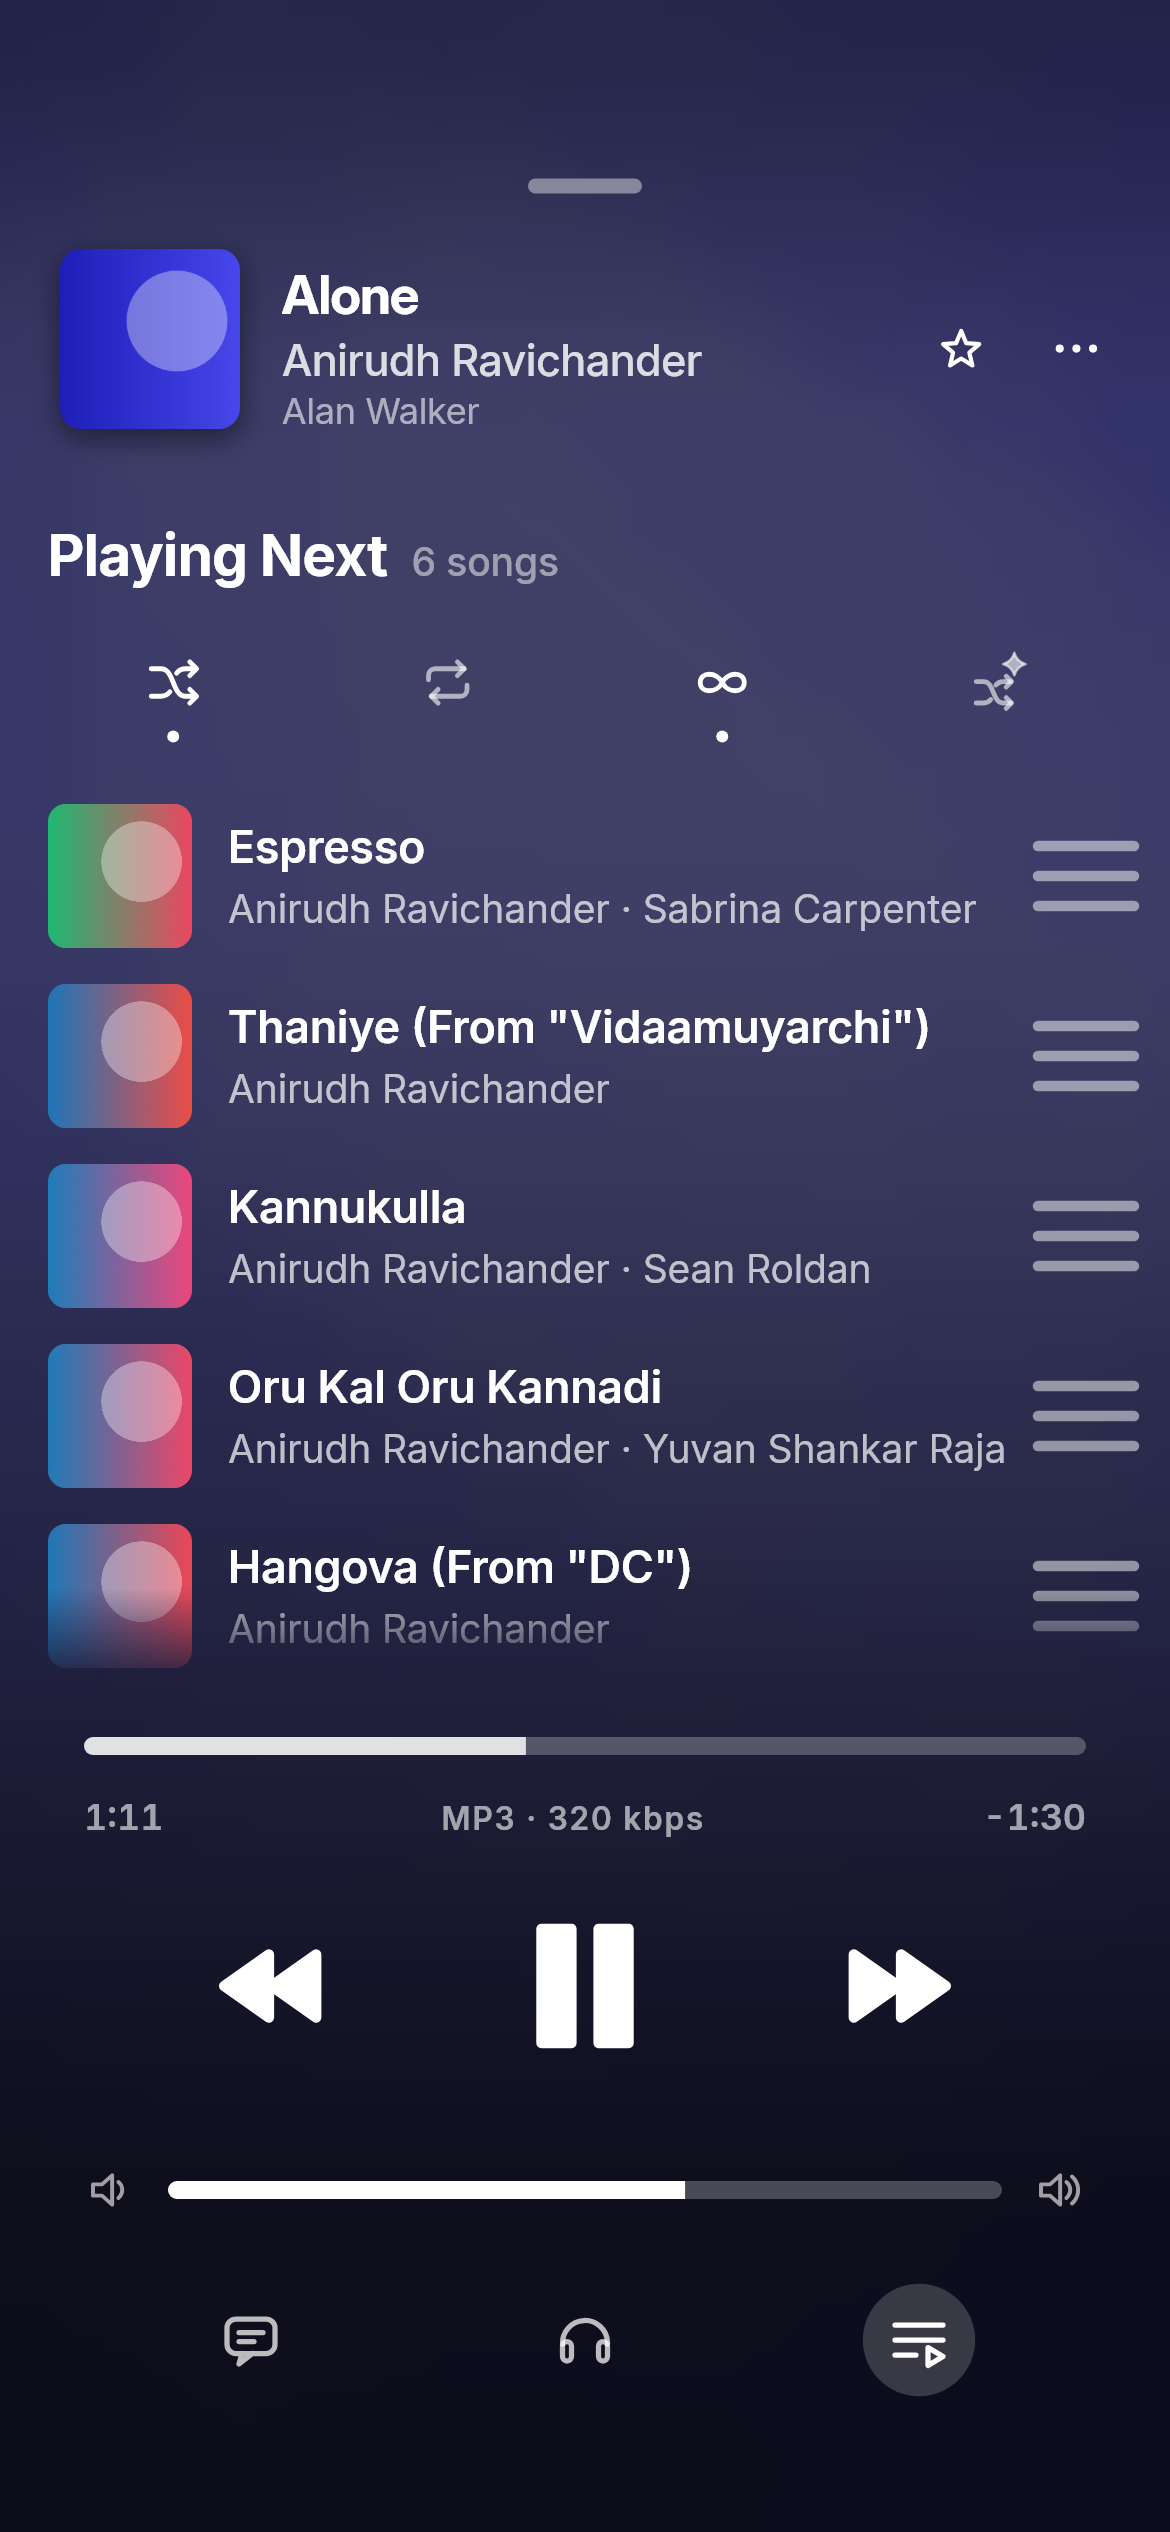 Alone
Anirudh Ravichander
Alan Walker
Playing Next 6 songs
Espresso
Anirudh Ravichander · Sabrina Carpenter
Thaniye (From "Vidaamuyarchi")
Anirudh Ravichander
Kannukulla
Anirudh Ravichander · Sean Roldan
Oru Kal Oru Kannadi
Anirudh Ravichander · Yuvan Shankar Raja
Hangova (From "DC")
Anirudh Ravichander
1:11 MP3 · 320 kbps -1:30